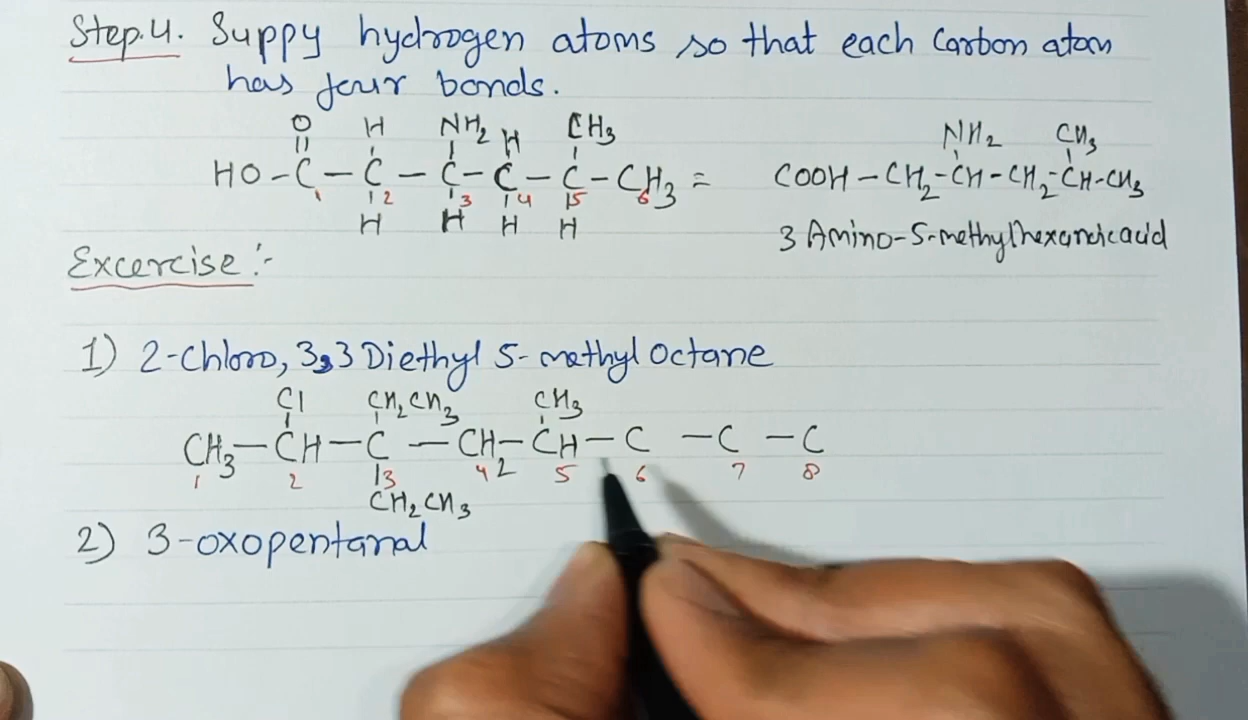 Step.4. Suppy hydrogen atoms so that each Carbon atom
has four bonds.
O H NH2 H CH3
HO-C-C-C-C-C-CH3 =
1 2 3 4 5 6
H H H H
NH2 CH3
COOH-CH2-CH-CH2-CH-CH3
3 Amino-5-methylhexanoicacid
Excercise:-
1) 2-Chloro, 3,3 Diethyl 5-methyl Octane
Cl CH2CH3 CH3
CH3-CH-C-CH2-CH-C-C-C
1 2 3 4 5 6 7 8
CH2CH3
2) 3-oxopentanal